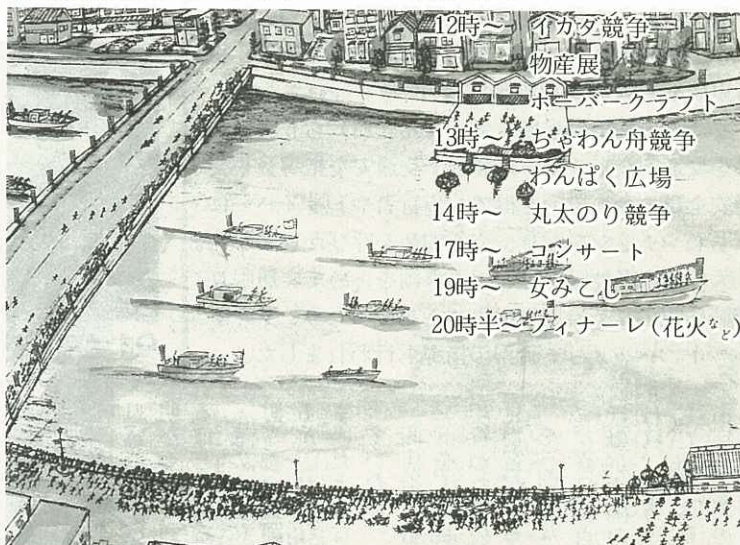 12時～ イカダ競争
物産展
ホーバークラフト
13時～ ちゃわん舟競争
わんぱく広場
14時～ 丸太のり競争
17時～ コンサート
19時～ 女みこし
20時半～フィナーレ(花火など)